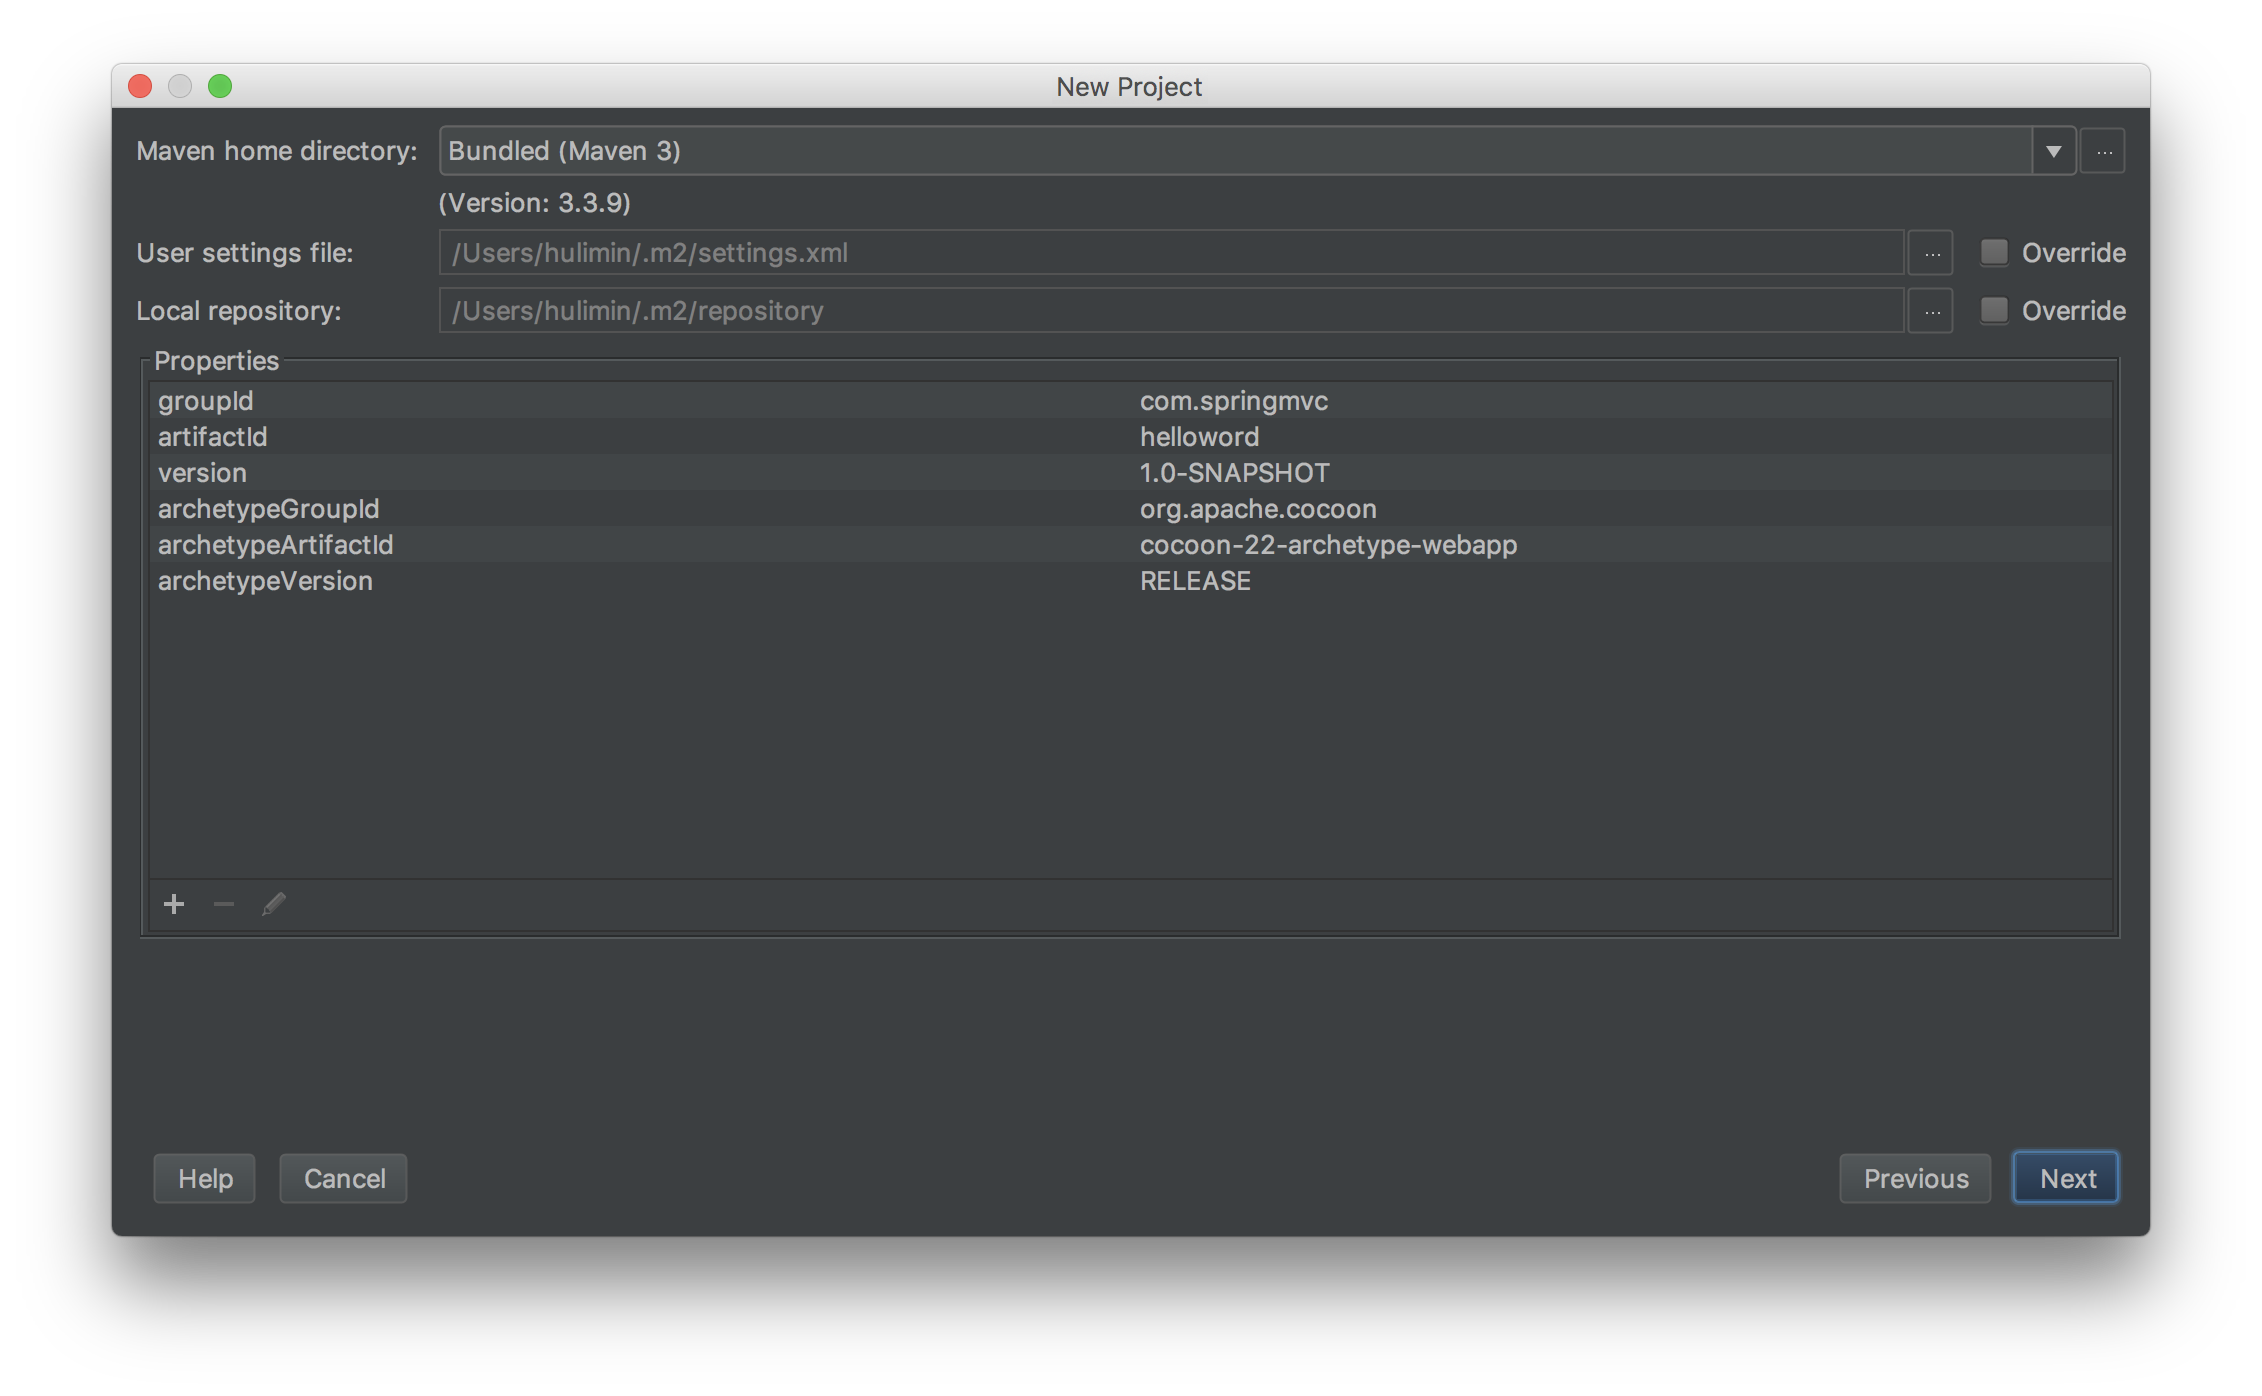 New Project
Maven home directory: Bundled (Maven 3) ...
(Version: 3.3.9)
User settings file: /Users/hulimin/.m2/settings.xml ... Override
Local repository: /Users/hulimin/.m2/repository ... Override
Properties
groupId com.springmvc
artifactId helloword
version 1.0-SNAPSHOT
archetypeGroupId org.apache.cocoon
archetypeArtifactId cocoon-22-archetype-webapp
archetypeVersion RELEASE
Help Cancel Previous Next